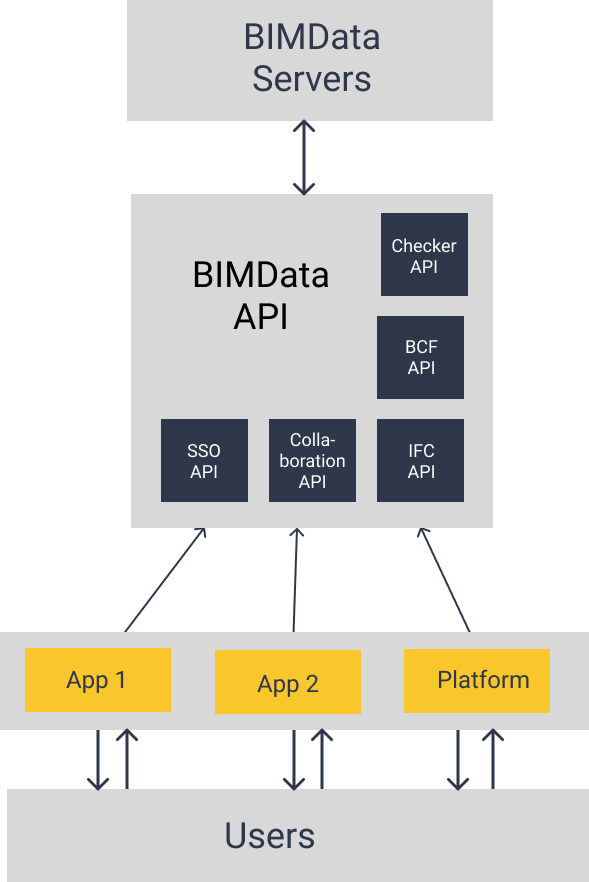 BIMData
Servers
Checker
API
BIMData
API
BCF
API
SSO
API
Colla-
boration
API
IFC
API
App 1
App 2
Platform
Users